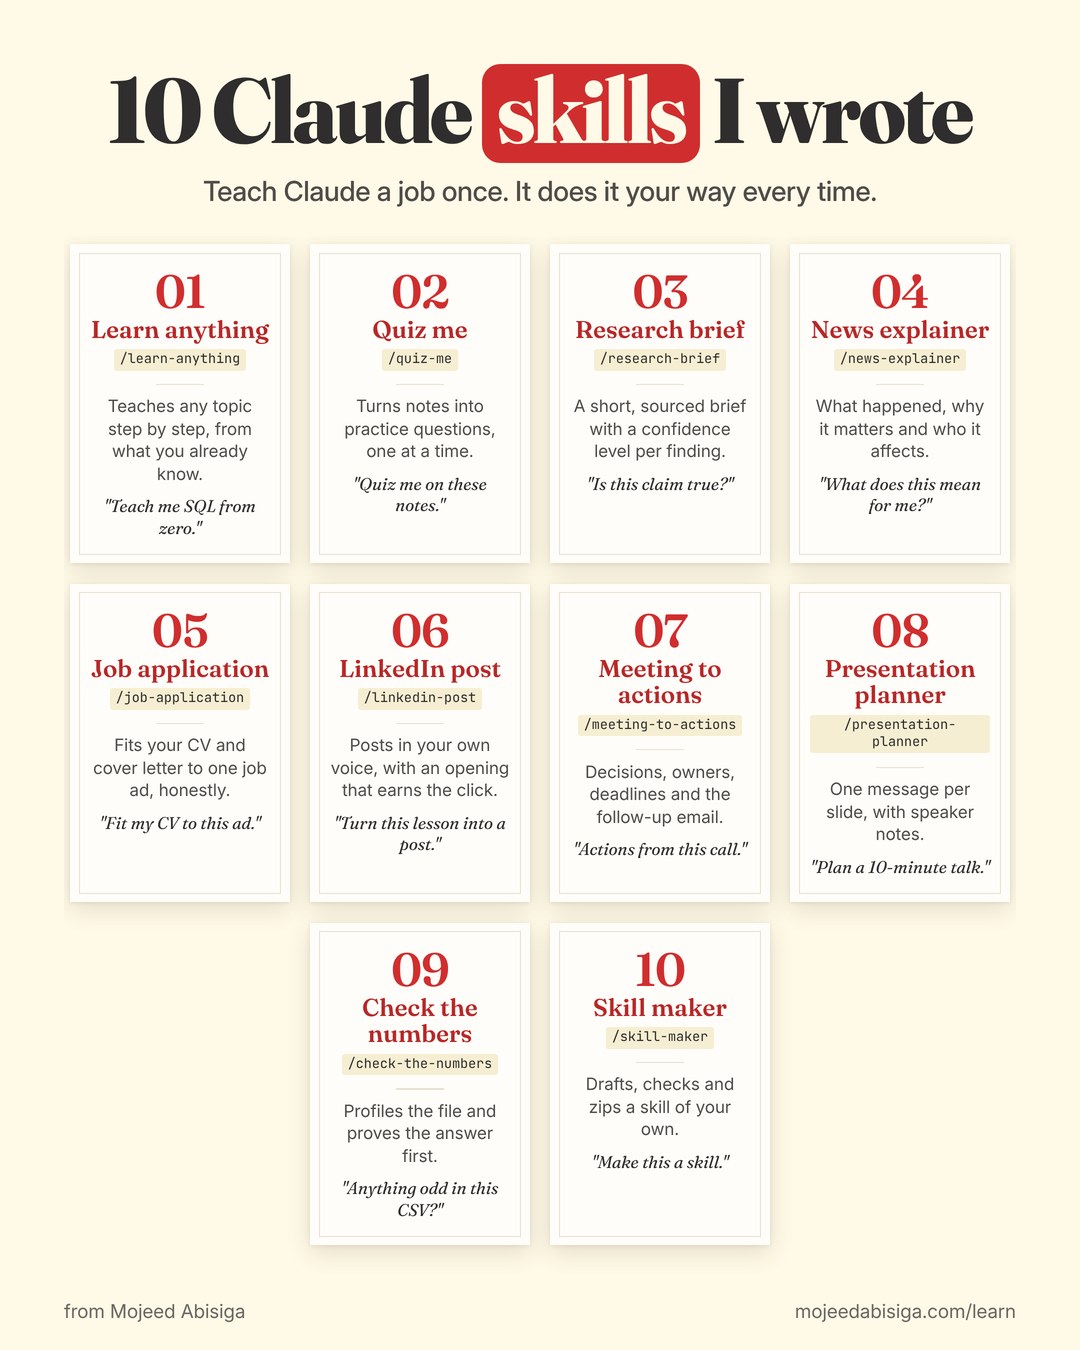 10 Claude skills I wrote
Teach Claude a job once. It does it your way every time.
01
Learn anything
/learn-anything
Teaches any topic
step by step, from
what you already
know.
"Teach me SQL from
zero."
02
Quiz me
/quiz-me
Turns notes into
practice questions,
one at a time.
"Quiz me on these
notes."
03
Research brief
/research-brief
A short, sourced brief
with a confidence
level per finding.
"Is this claim true?"
04
News explainer
/news-explainer
What happened, why
it matters and who it
affects.
"What does this mean
for me?"
05
Job application
/job-application
Fits your CV and
cover letter to one job
ad, honestly.
"Fit my CV to this ad."
06
LinkedIn post
/linkedin-post
Posts in your own
voice, with an opening
that earns the click.
"Turn this lesson into a
post."
07
Meeting to
actions
/meeting-to-actions
Decisions, owners,
deadlines and the
follow-up email.
"Actions from this call."
08
Presentation
planner
/presentation-
planner
One message per
slide, with speaker
notes.
"Plan a 10-minute talk."
09
Check the
numbers
/check-the-numbers
Profiles the file and
proves the answer
first.
"Anything odd in this
CSV?"
10
Skill maker
/skill-maker
Drafts, checks and
zips a skill of your
own.
"Make this a skill."
from Mojeed Abisiga
mojeedabisiga.com/learn